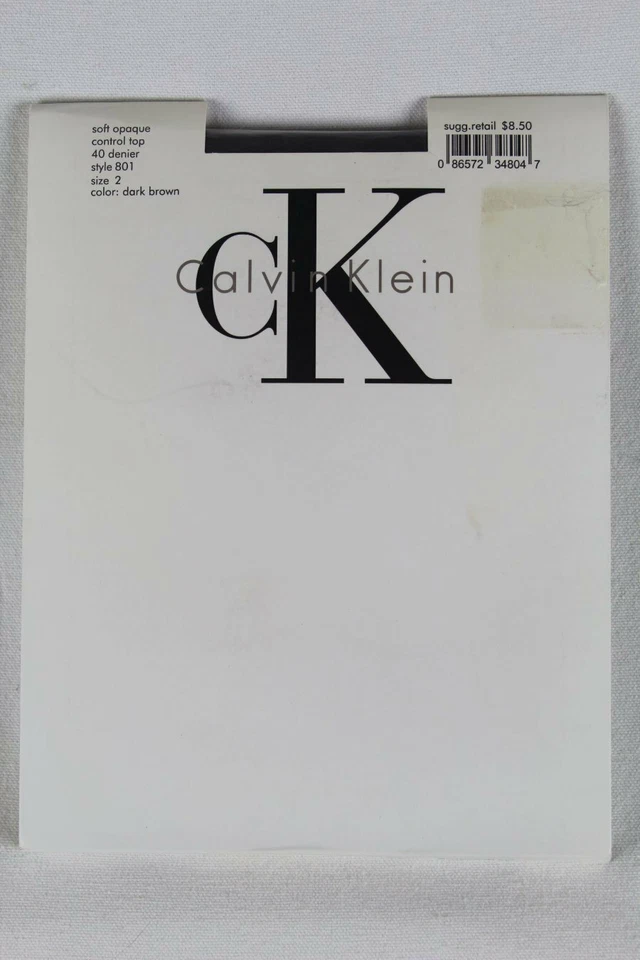 soft opaque
control top
40 denier
style 801
size 2
color: dark brown
sugg.retail $8.50
0 86572 34804 7
cK
Calvin Klein